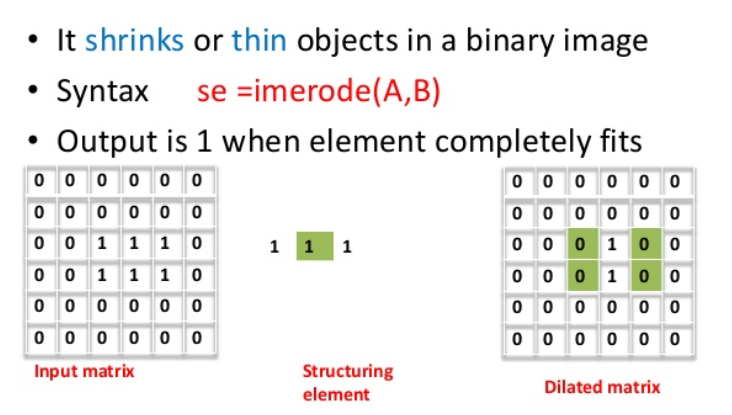 • It shrinks or thin objects in a binary image
• Syntax se =imerode(A,B)
• Output is 1 when element completely fits
0 0 0 0 0 0
0 0 0 0 0 0
0 0 1 1 1 0
0 0 1 1 1 0
0 0 0 0 0 0
0 0 0 0 0 0
Input matrix
1 1 1
Structuring
element
0 0 0 0 0 0
0 0 0 0 0 0
0 0 0 1 0 0
0 0 0 1 0 0
0 0 0 0 0 0
0 0 0 0 0 0
Dilated matrix